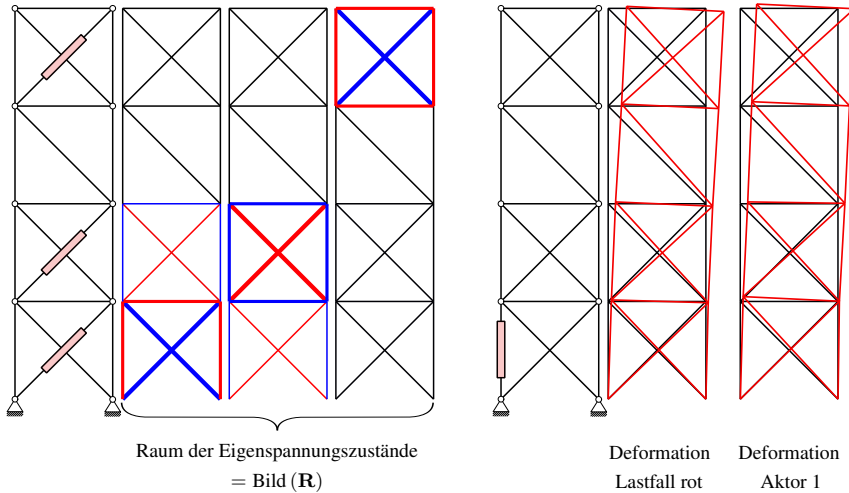 Raum der Eigenspannungszustände
= Bild (R)
Deformation
Lastfall rot
Deformation
Aktor 1